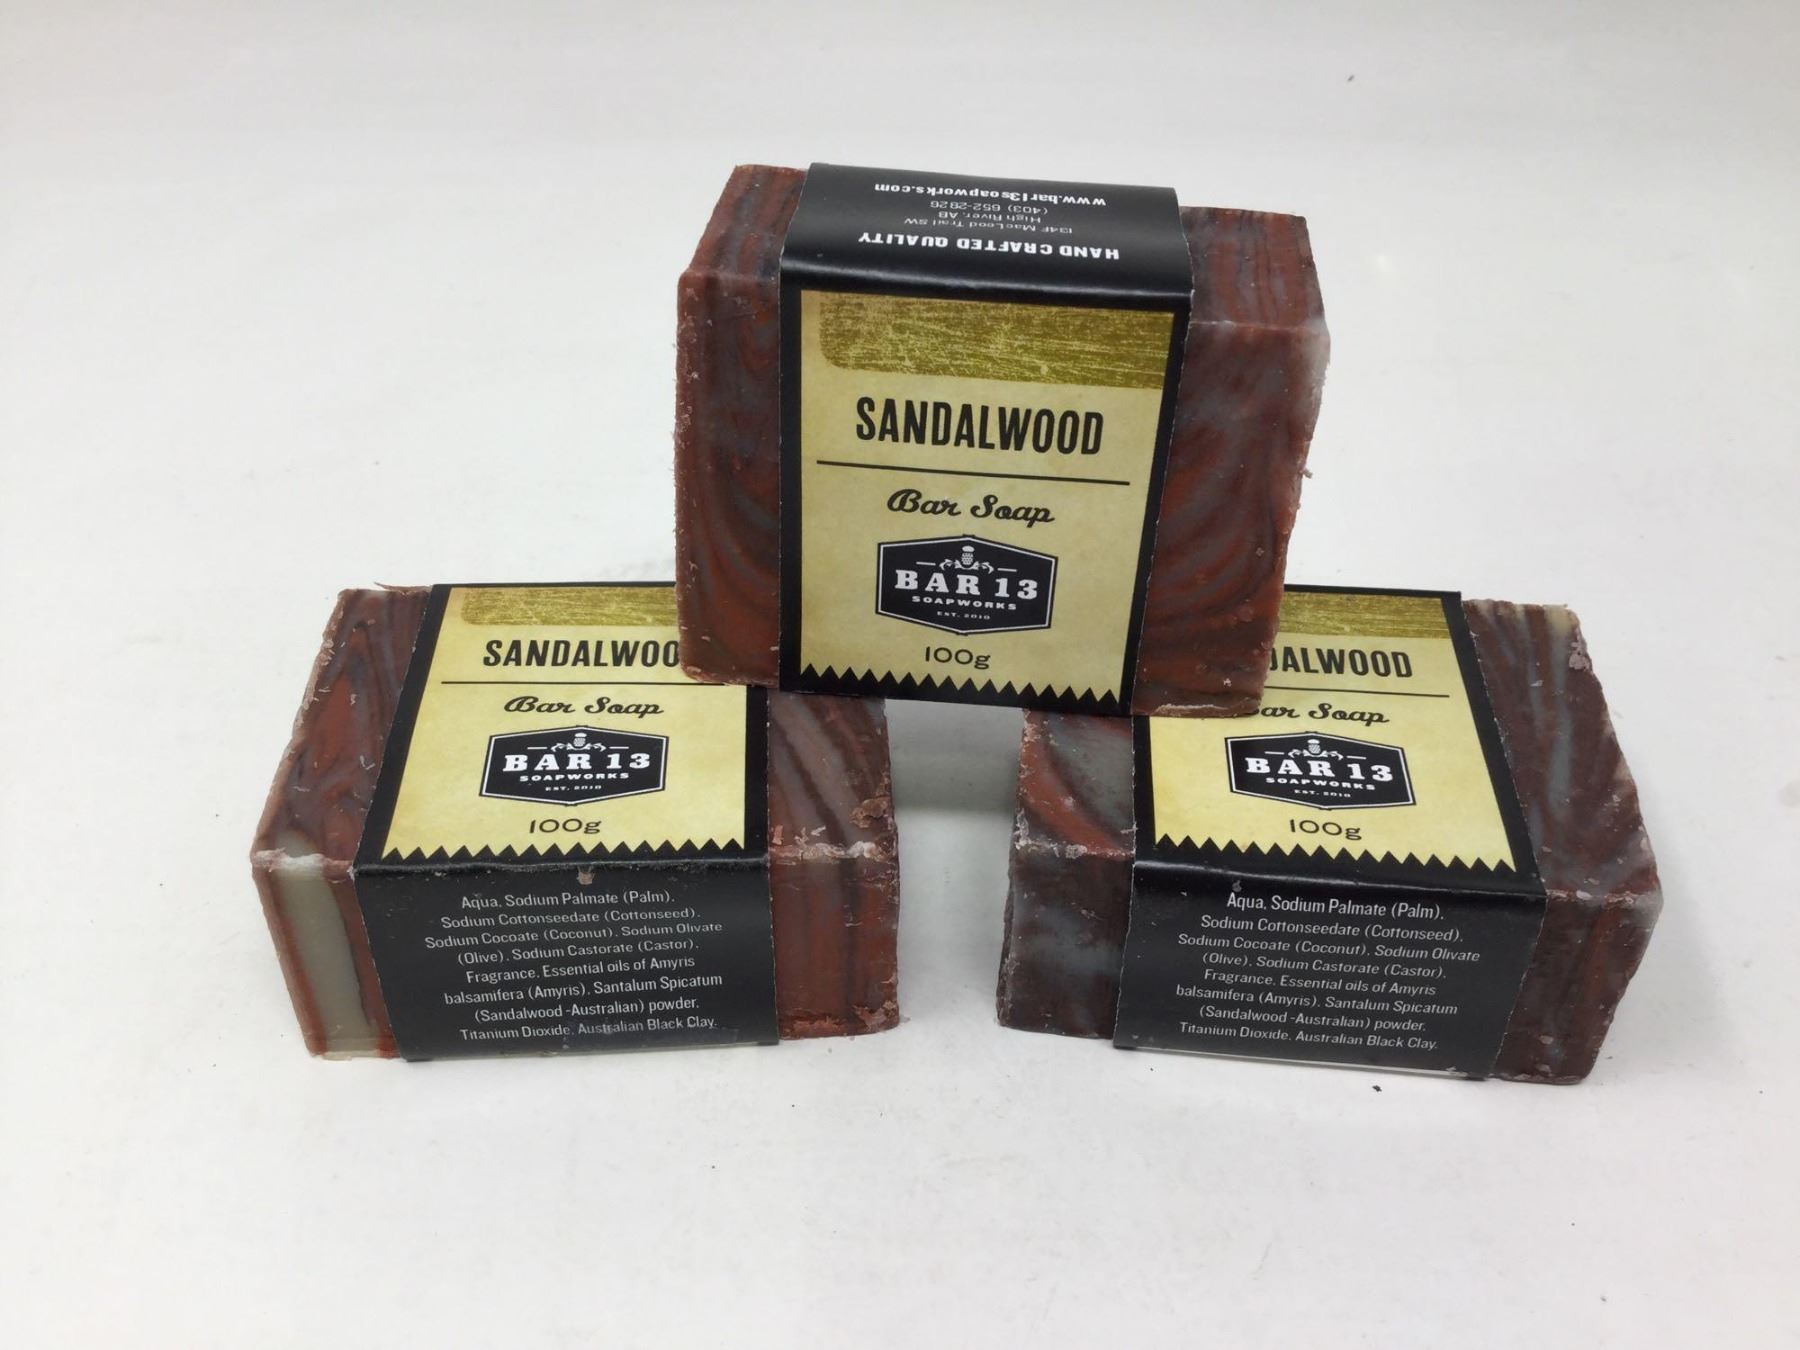 HAND CRAFTED QUALITY
134F MacLeod Trail SW
High River, AB
(403) 652-2826
www.bar13soapworks.com
SANDALWOOD
Bar Soap
BAR 13
SOAPWORKS
EST. 2010
100g
SANDALWOO
Bar Soap
BAR 13
SOAPWORKS
EST. 2010
100g
Aqua, Sodium Palmate (Palm),
Sodium Cottonseedate (Cottonseed),
Sodium Cocoate (Coconut), Sodium Olivate
(Olive), Sodium Castorate (Castor),
Fragrance, Essential oils of Amyris
balsamifera (Amyris), Santalum Spicatum
(Sandalwood -Australian) powder,
Titanium Dioxide, Australian Black Clay.
DALWOOD
Bar Soap
BAR 13
SOAPWORKS
EST. 2010
100g
Aqua, Sodium Palmate (Palm),
Sodium Cottonseedate (Cottonseed),
Sodium Cocoate (Coconut), Sodium Olivate
(Olive), Sodium Castorate (Castor),
Fragrance, Essential oils of Amyris
balsamifera (Amyris), Santalum Spicatum
(Sandalwood -Australian) powder,
Titanium Dioxide, Australian Black Clay.